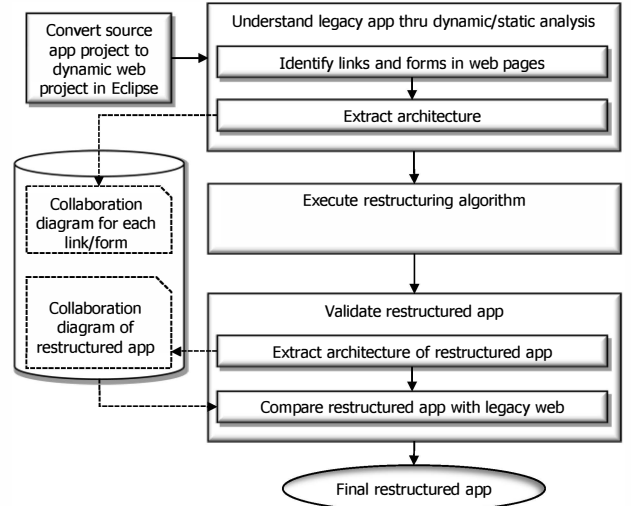 Convert source
app project to
dynamic web
project in Eclipse
Understand legacy app thru dynamic/static analysis
Identify links and forms in web pages
Extract architecture
Collaboration
diagram for each
link/form
Execute restructuring algorithm
Collaboration
diagram of
restructured app
Validate restructured app
Extract architecture of restructured app
Compare restructured app with legacy web
Final restructured app